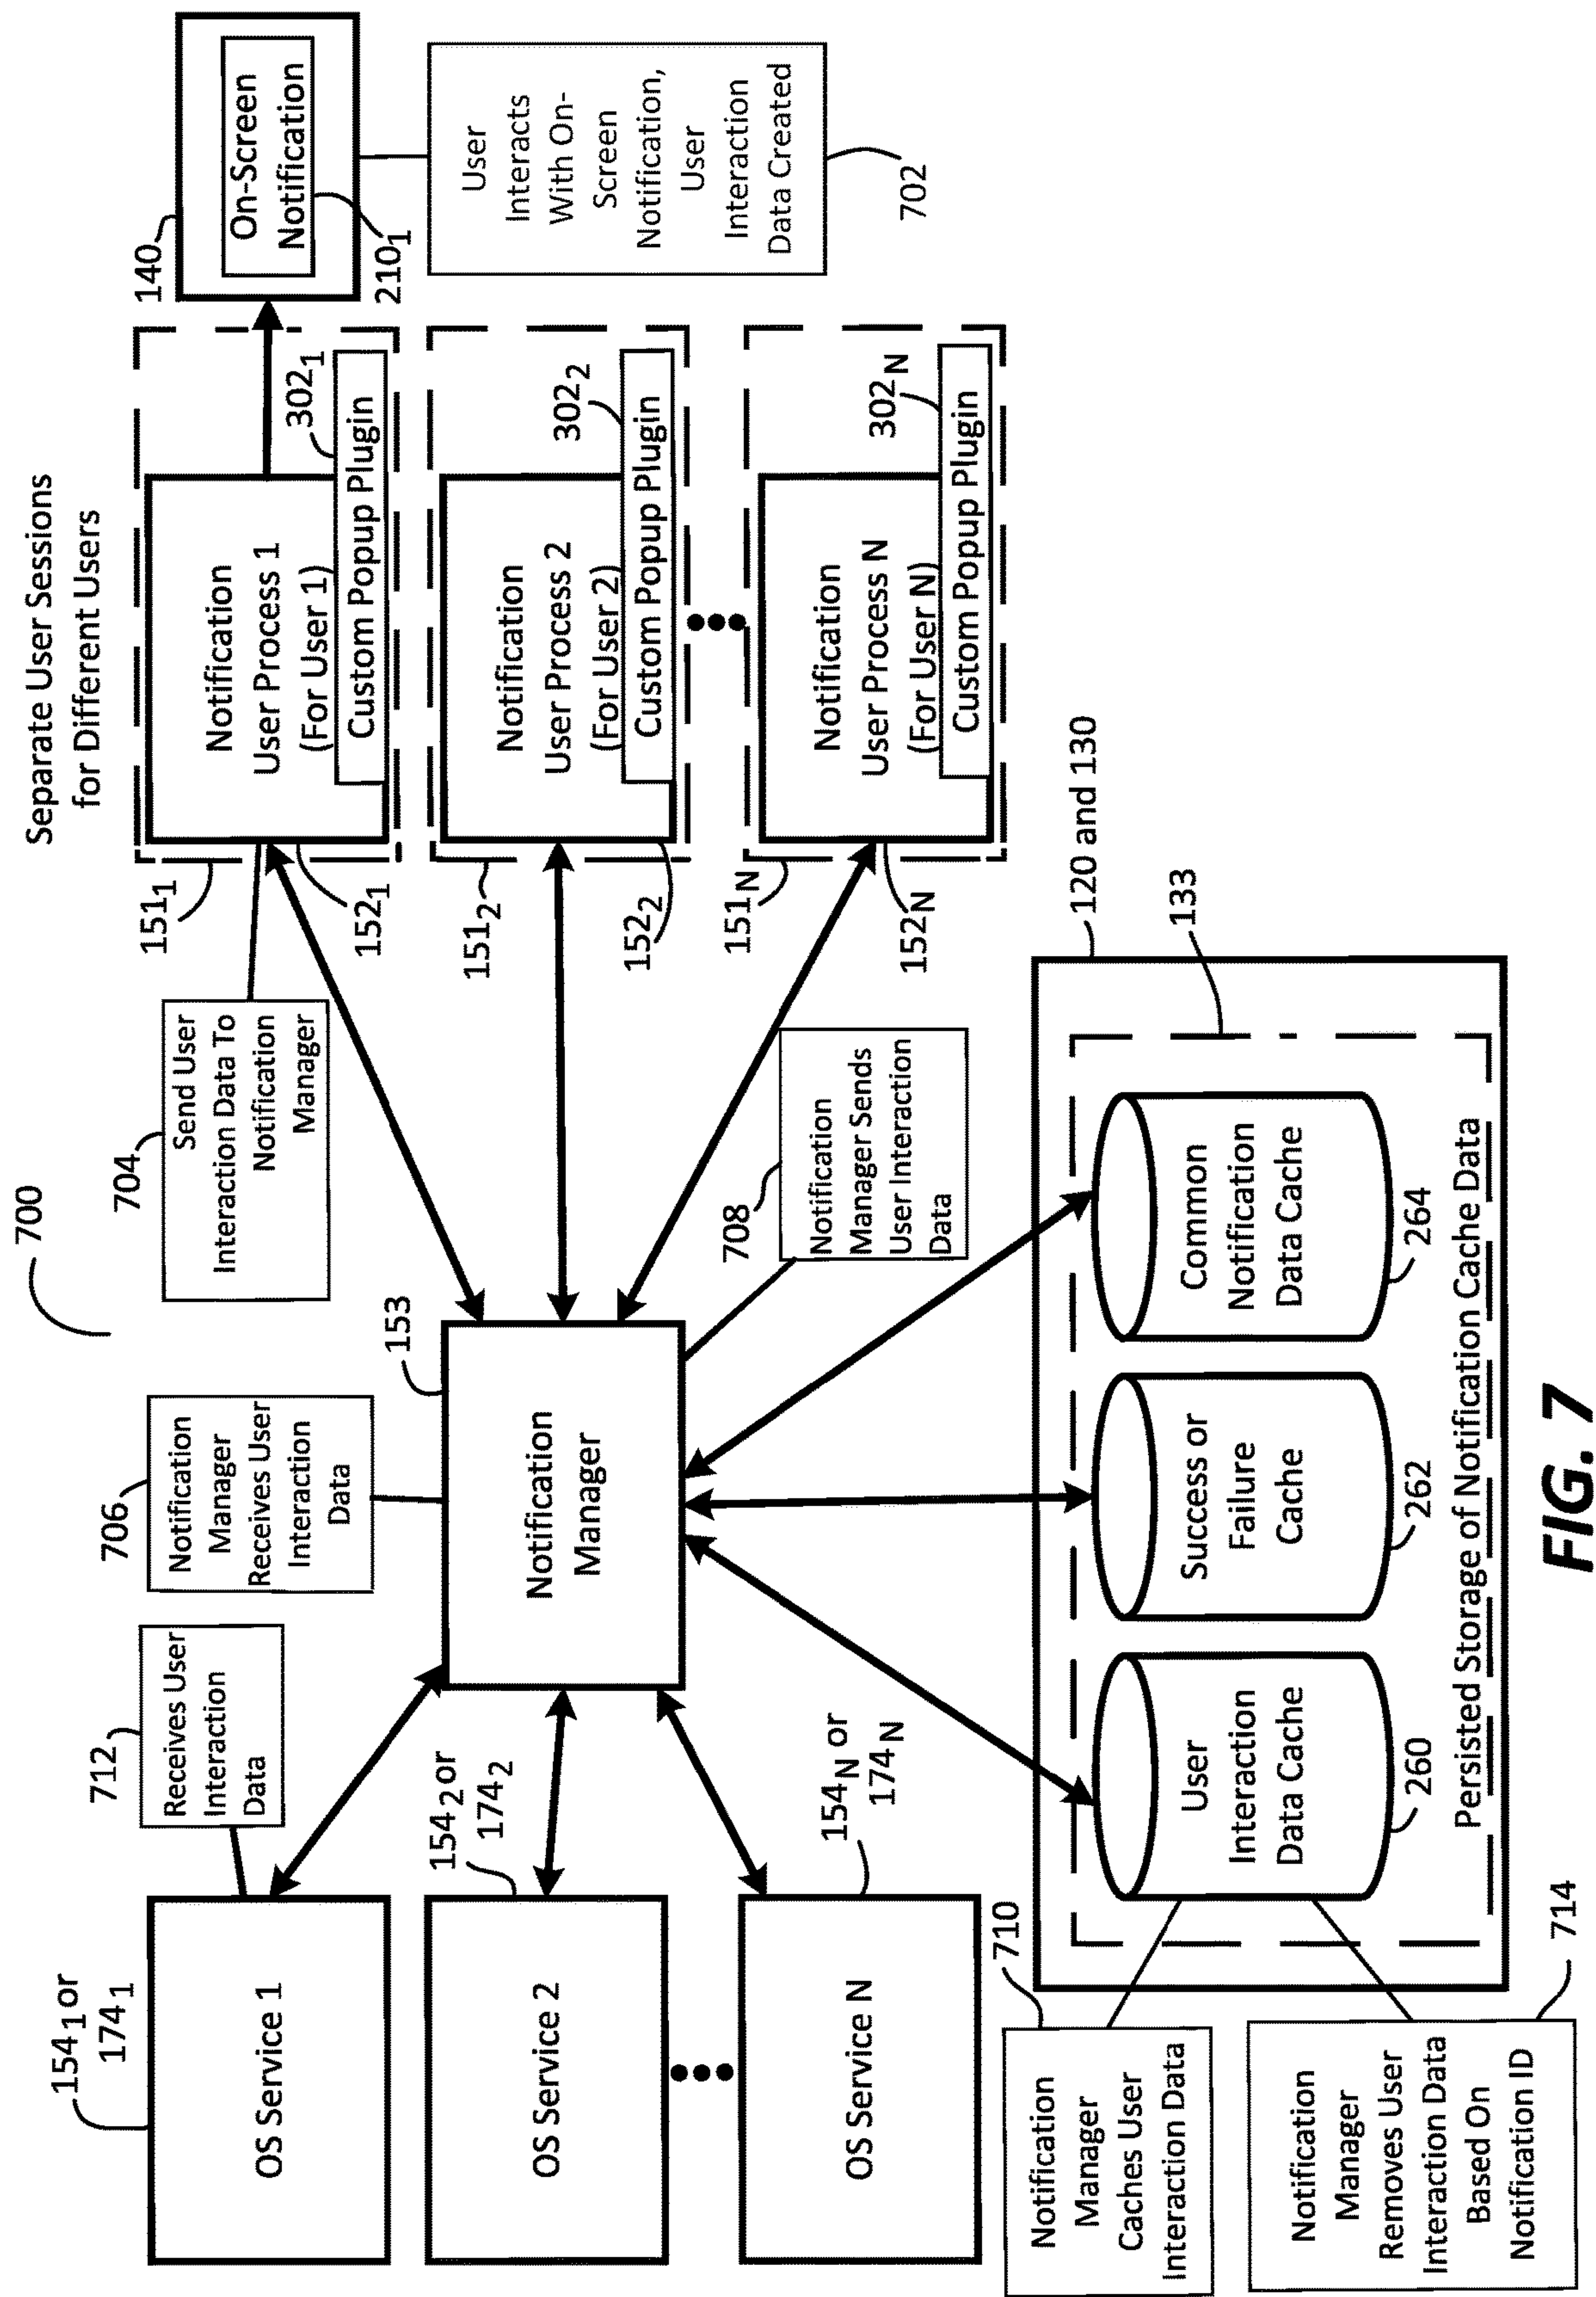 700
Separate User Sessions
for Different Users
154₁ or
174₁
OS Service 1
712
Receives User
Interaction
Data
706
Notification
Manager
Receives User
Interaction
Data
704
Send User
Interaction Data To
Notification
Manager
151₁
152₁
Notification
User Process 1
(For User 1)
302₁
Custom Popup Plugin
140
On-Screen
Notification
210₁
User
Interacts
With On-
Screen
Notification,
User
Interaction
Data Created
702
OS Service 2
154₂ or
174₂
Notification
Manager
153
151₂
152₂
Notification
User Process 2
(For User 2)
302₂
Custom Popup Plugin
OS Service N
154N or
174N
708
Notification
Manager Sends
User Interaction
Data
151N
152N
Notification
User Process N
(For User N)
302N
Custom Popup Plugin
710
Notification
Manager
Caches User
Interaction Data
714
Notification
Manager
Removes User
Interaction Data
Based On
Notification ID
120 and 130
133
User
Interaction
Data Cache
260
Success or
Failure
Cache
262
Common
Notification
Data Cache
264
Persisted Storage of Notification Cache Data
FIG. 7